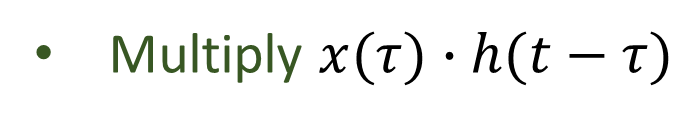 • Multiply 𝑥(𝜏) · ℎ(𝑡 − 𝜏)